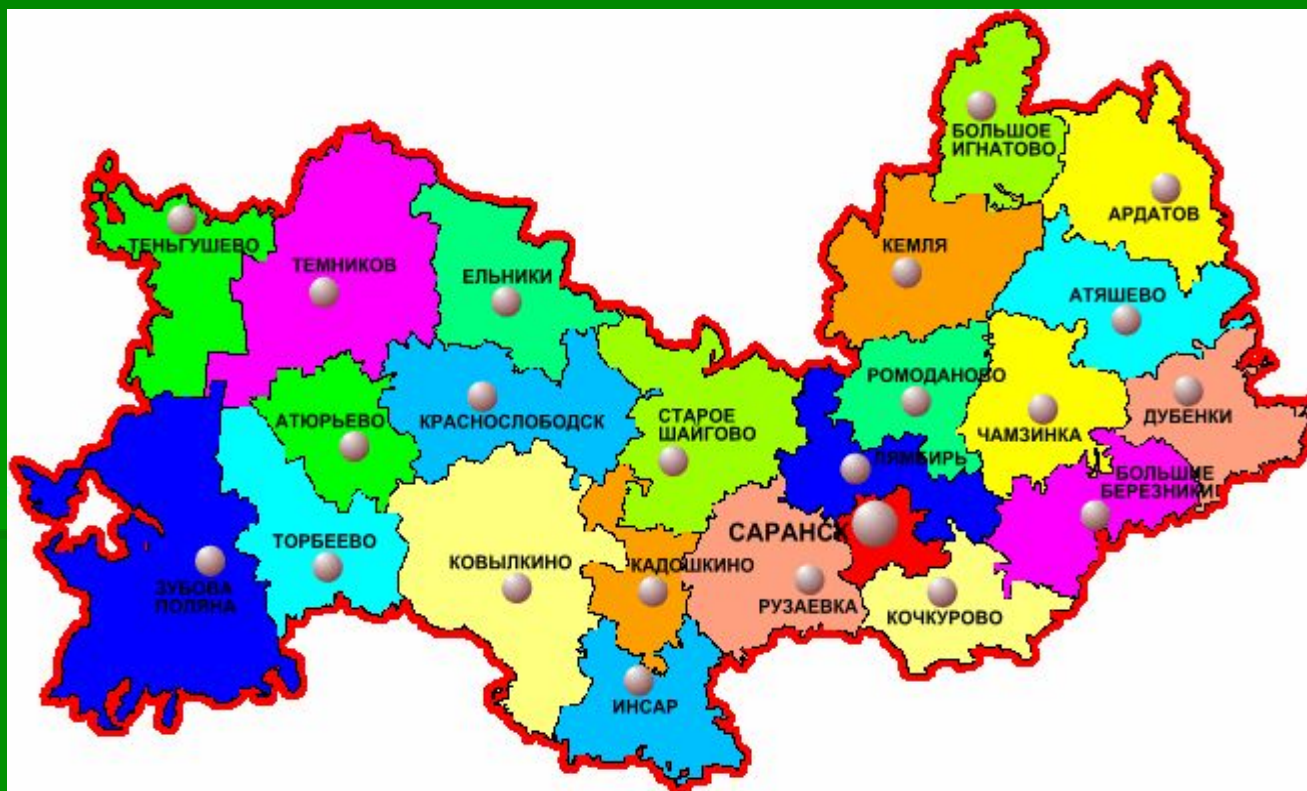 БОЛЬШОЕ
ИГНАТОВО
АРДАТОВ
ТЕНЬГУШЕВО
КЕМЛЯ
ТЕМНИКОВ
ЕЛЬНИКИ
АТЯШЕВО
РОМОДАНОВО
АТЮРЬЕВО
КРАСНОСЛОБОДСК
СТАРОЕ
ШАЙГОВО
ЧАМЗИНКА
ДУБЕНКИ
ЛЯМБИРЬ
БОЛЬШИЕ
БЕРЕЗНИКИ
САРАНСК
ТОРБЕЕВО
КОВЫЛКИНО
КАДОШКИНО
ЗУБОВА
ПОЛЯНА
РУЗАЕВКА
КОЧКУРОВО
ИНСАР